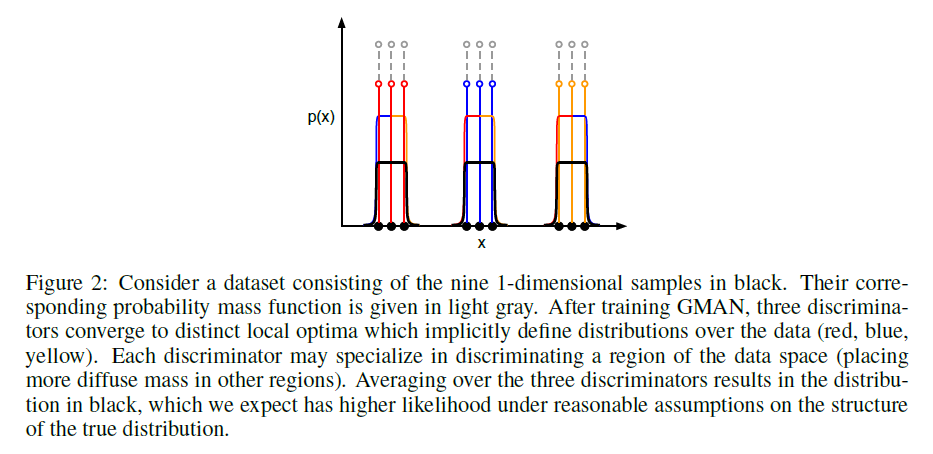 p(x)
x
Figure 2: Consider a dataset consisting of the nine 1-dimensional samples in black. Their corre-
sponding probability mass function is given in light gray. After training GMAN, three discrimina-
tors converge to distinct local optima which implicitly define distributions over the data (red, blue,
yellow). Each discriminator may specialize in discriminating a region of the data space (placing
more diffuse mass in other regions). Averaging over the three discriminators results in the distribu-
tion in black, which we expect has higher likelihood under reasonable assumptions on the structure
of the true distribution.